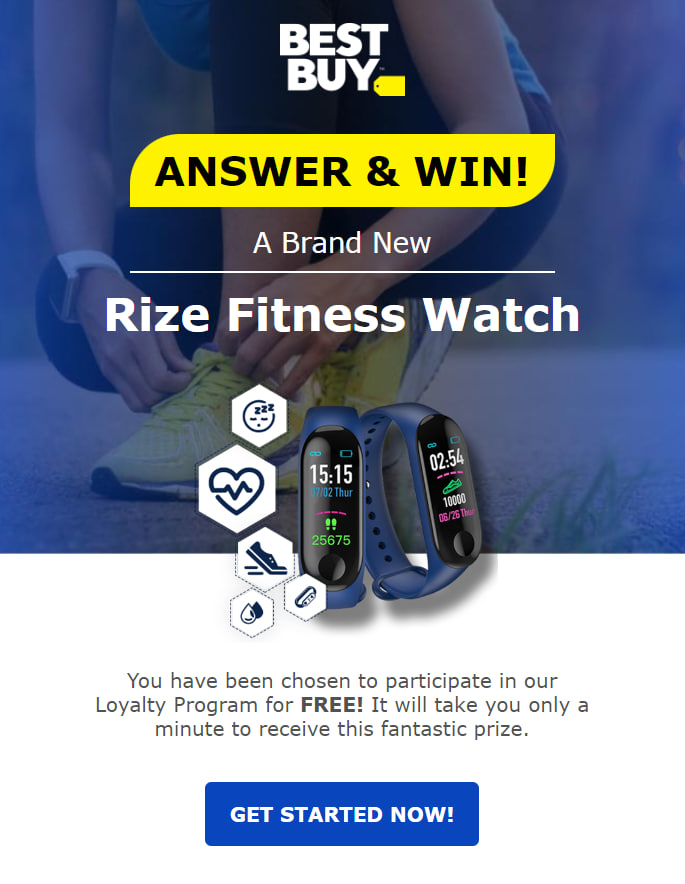 BEST
BUY™
ANSWER & WIN!
A Brand New
Rize Fitness Watch
zzz
15:15
07/02 Thur
25675
02:54
10000
06/26 Thur
You have been chosen to participate in our
Loyalty Program for FREE! It will take you only a
minute to receive this fantastic prize.
GET STARTED NOW!